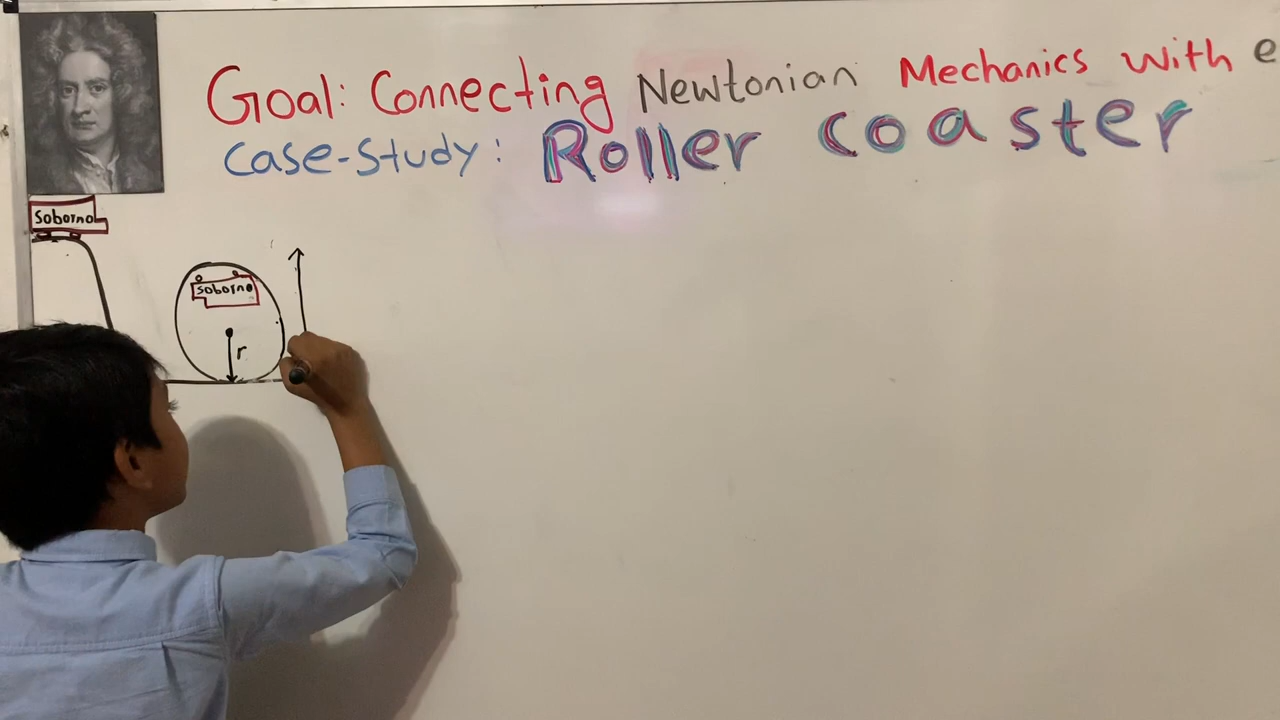 Goal: Connecting Newtonian Mechanics with e
case-study: Roller coaster
Soborno
Soborno
r